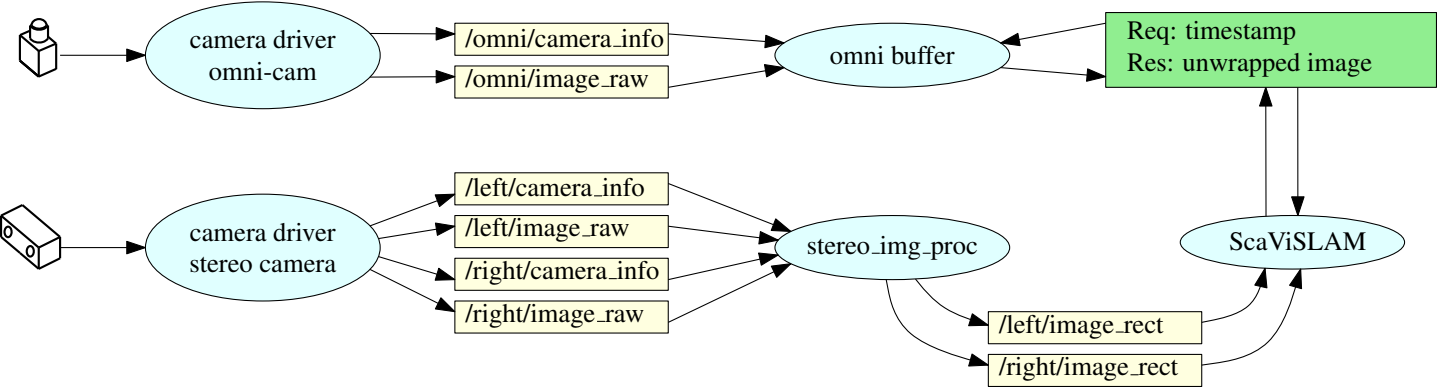 camera driver
omni-cam
/omni/camera_info
/omni/image_raw
omni buffer
Req: timestamp
Res: unwrapped image
camera driver
stereo camera
/left/camera_info
/left/image_raw
/right/camera_info
/right/image_raw
stereo_img_proc
ScaViSLAM
/left/image_rect
/right/image_rect